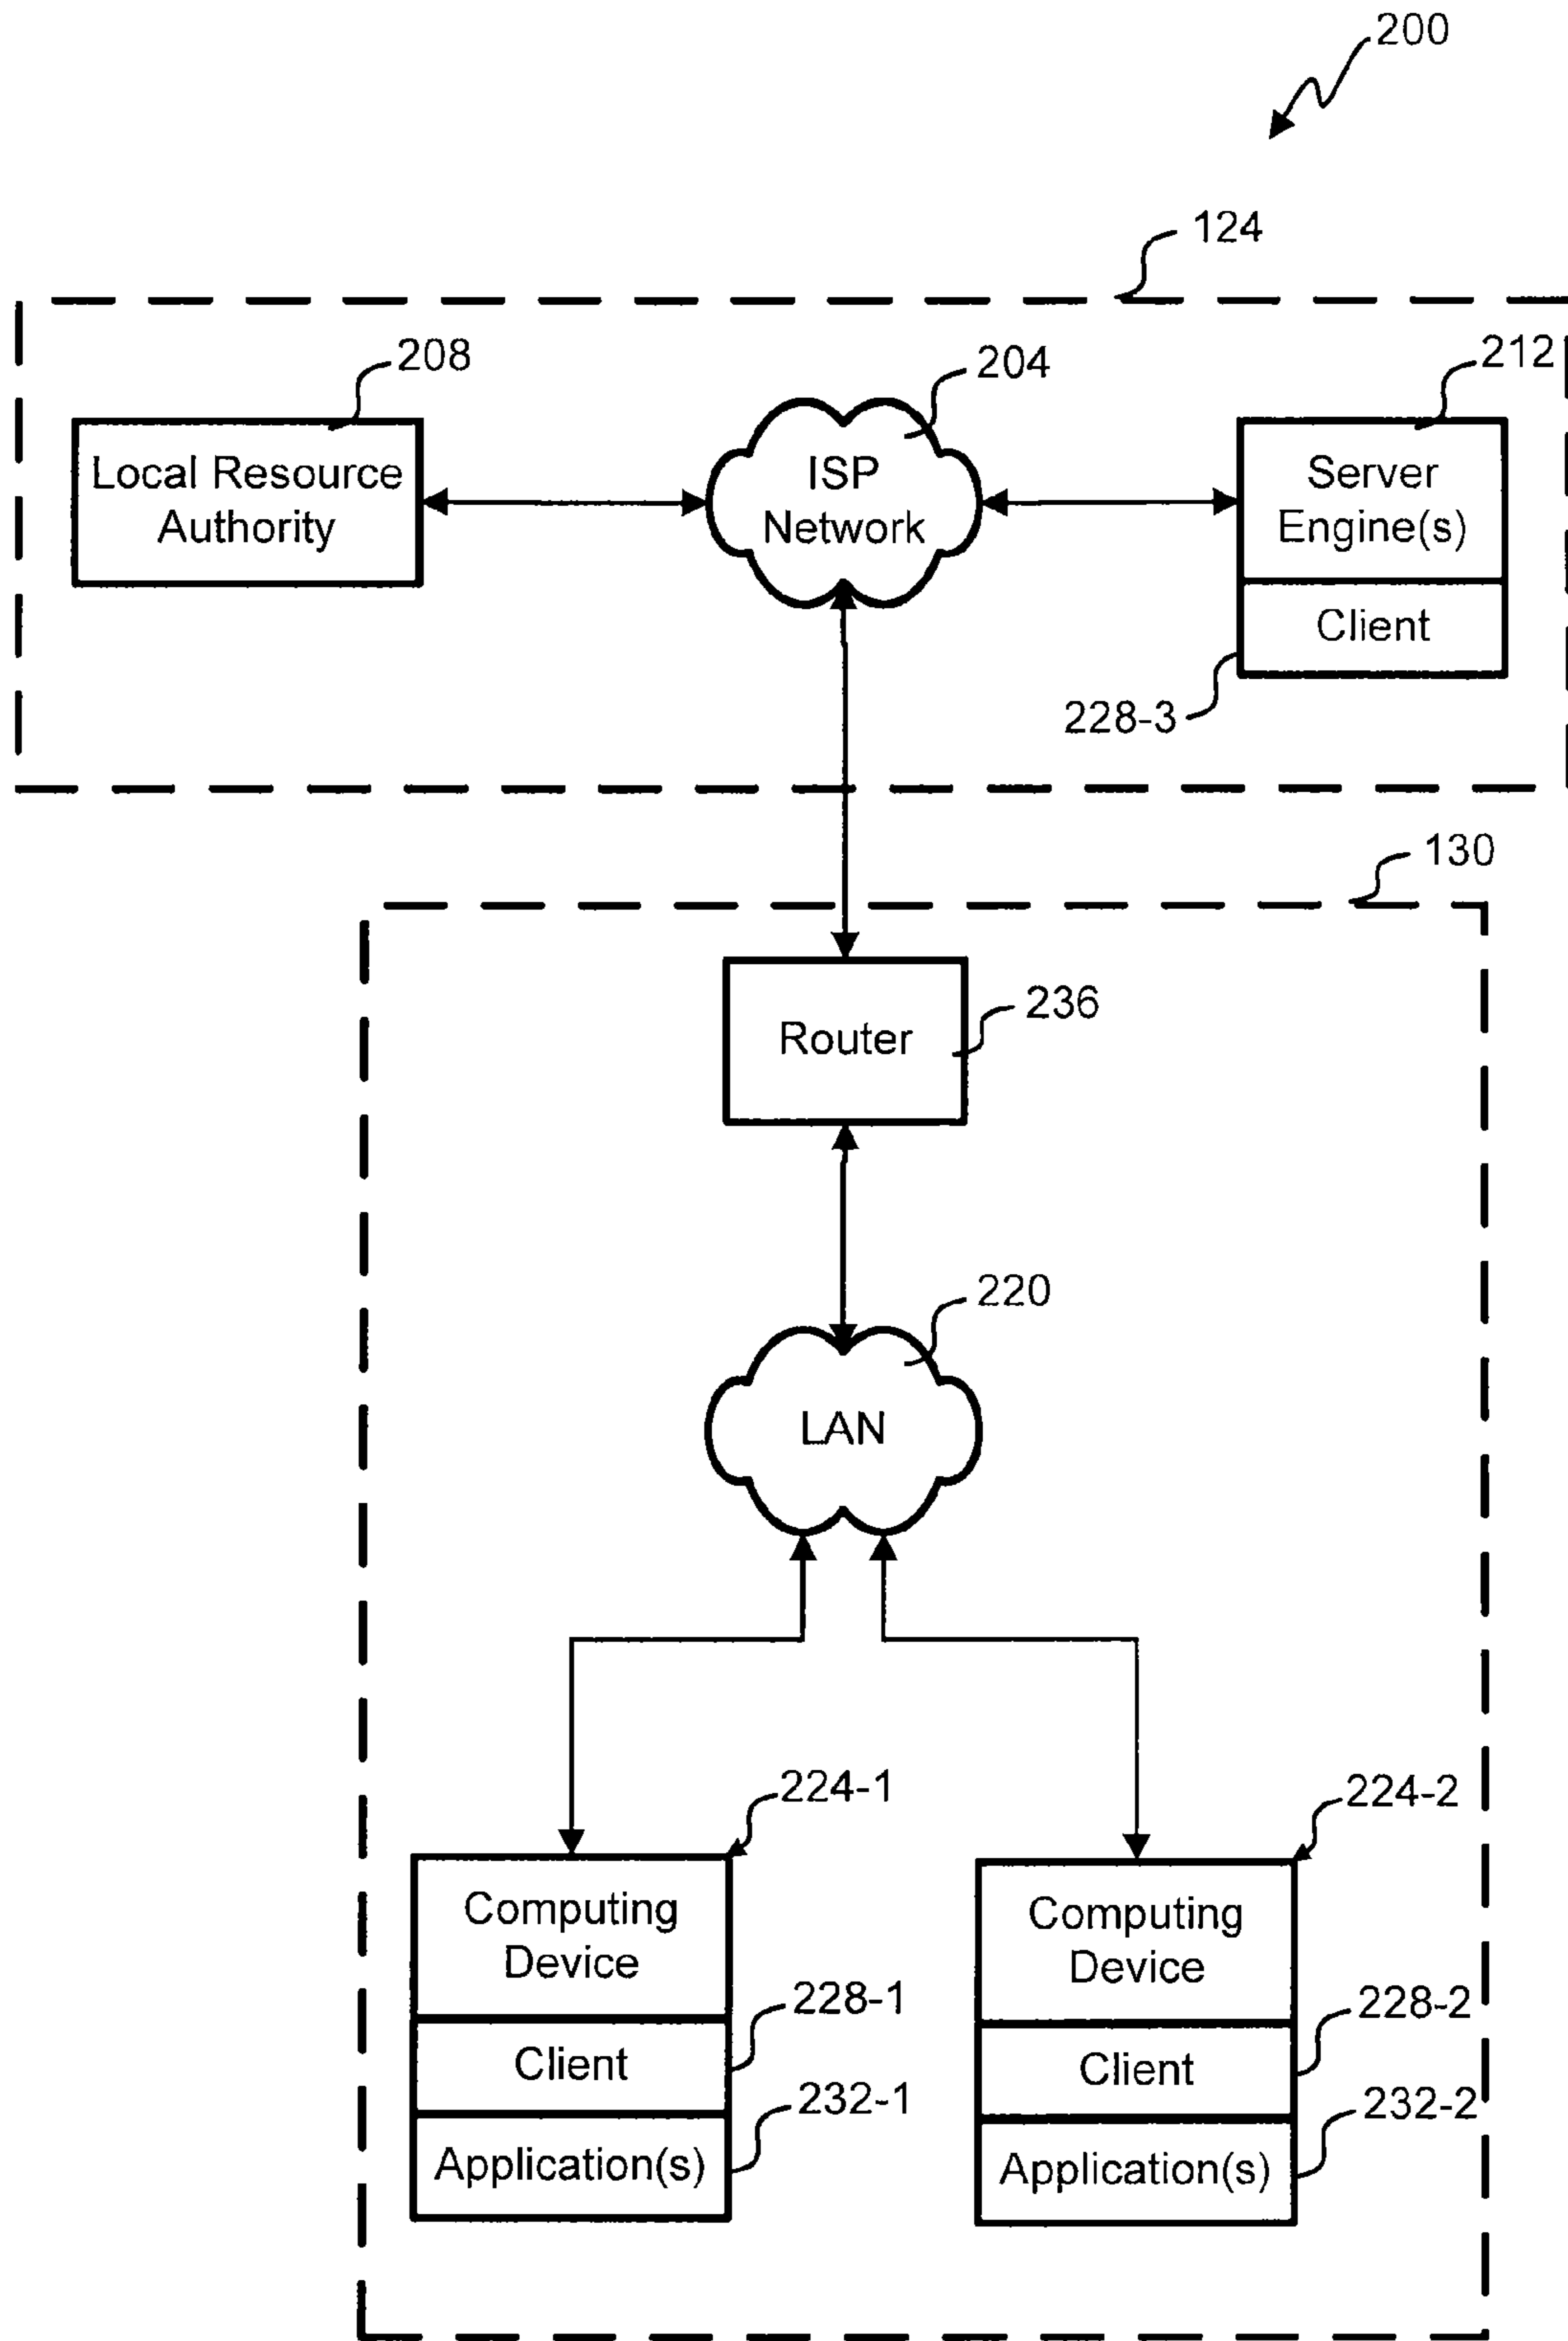 200
124
208
204
212
Local Resource
Authority
ISP
Network
Server
Engine(s)
Client
228-3
130
Router
236
220
LAN
224-1
224-2
Computing
Device
Computing
Device
228-1
228-2
Client
Client
232-1
232-2
Application(s)
Application(s)